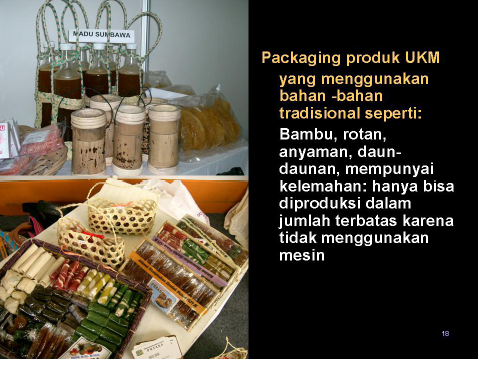 MADU SUMBAWA
Packaging produk UKM
yang menggunakan
bahan -bahan
tradisional seperti:
Bambu, rotan,
anyaman, daun-
daunan, mempunyai
kelemahan: hanya bisa
diproduksi dalam
jumlah terbatas karena
tidak menggunakan
mesin
18